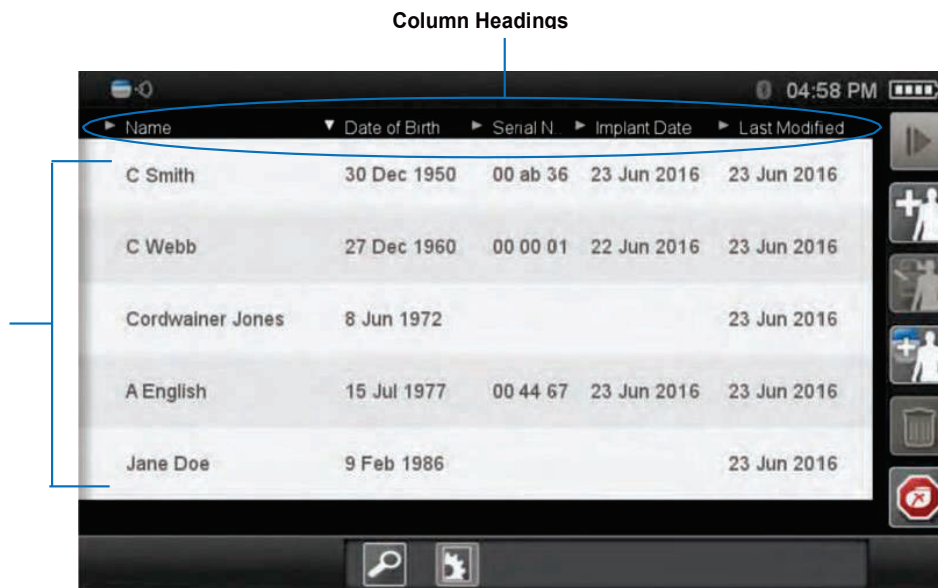 Column Headings
04:58 PM
Name Date of Birth Serial N.. Implant Date Last Modified
C Smith 30 Dec 1950 00 ab 36 23 Jun 2016 23 Jun 2016
C Webb 27 Dec 1960 00 00 01 22 Jun 2016 23 Jun 2016
Cordwainer Jones 8 Jun 1972 23 Jun 2016
A English 15 Jul 1977 00 44 67 23 Jun 2016 23 Jun 2016
Jane Doe 9 Feb 1986 23 Jun 2016